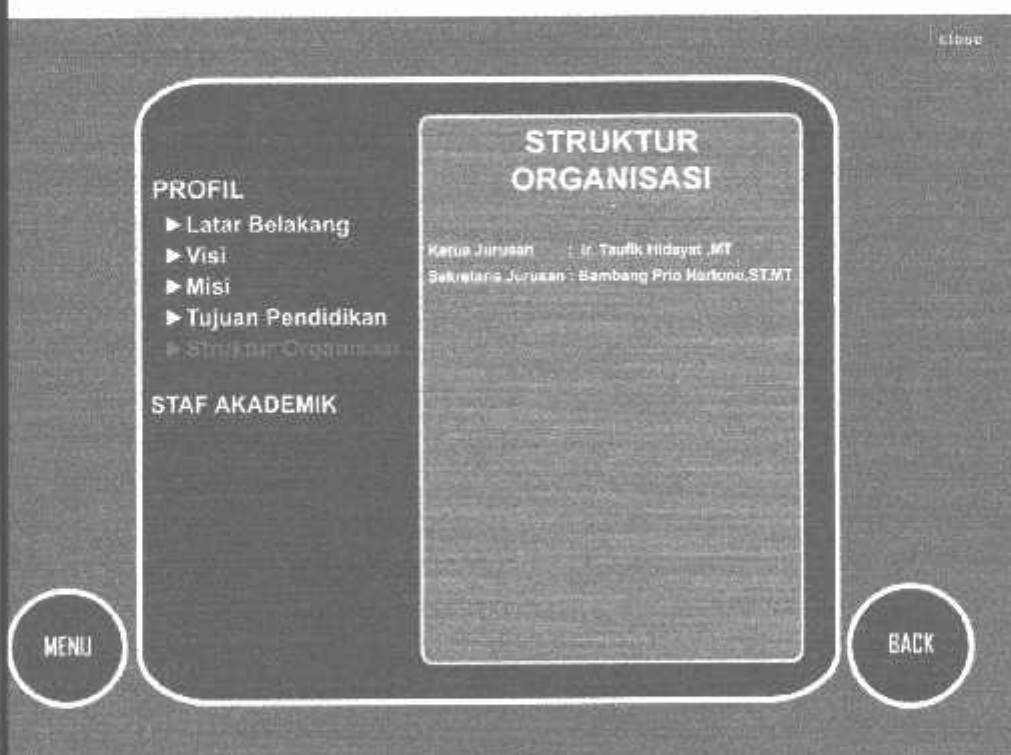 close
PROFIL
►Latar Belakang
►Visi
►Misi
►Tujuan Pendidikan
►Struktur Organisasi
STAF AKADEMIK
STRUKTUR
ORGANISASI
Ketua Jurusan : Ir. Taufik Hidayat ,MT
Sekretaris Jurusan : Bambang Prio Hartono,ST.MT
MENU
BACK